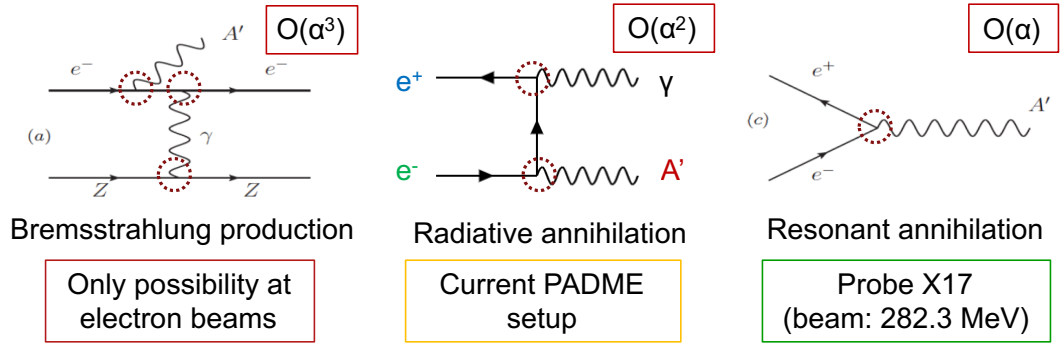 O(α³)
A′
e⁻
e⁻
(a)
γ
Z
Z
Bremsstrahlung production
Only possibility at
electron beams
O(α²)
e⁺
γ
e⁻
A'
Radiative annihilation
Current PADME
setup
O(α)
e⁺
A′
(c)
e⁻
Resonant annihilation
Probe X17
(beam: 282.3 MeV)